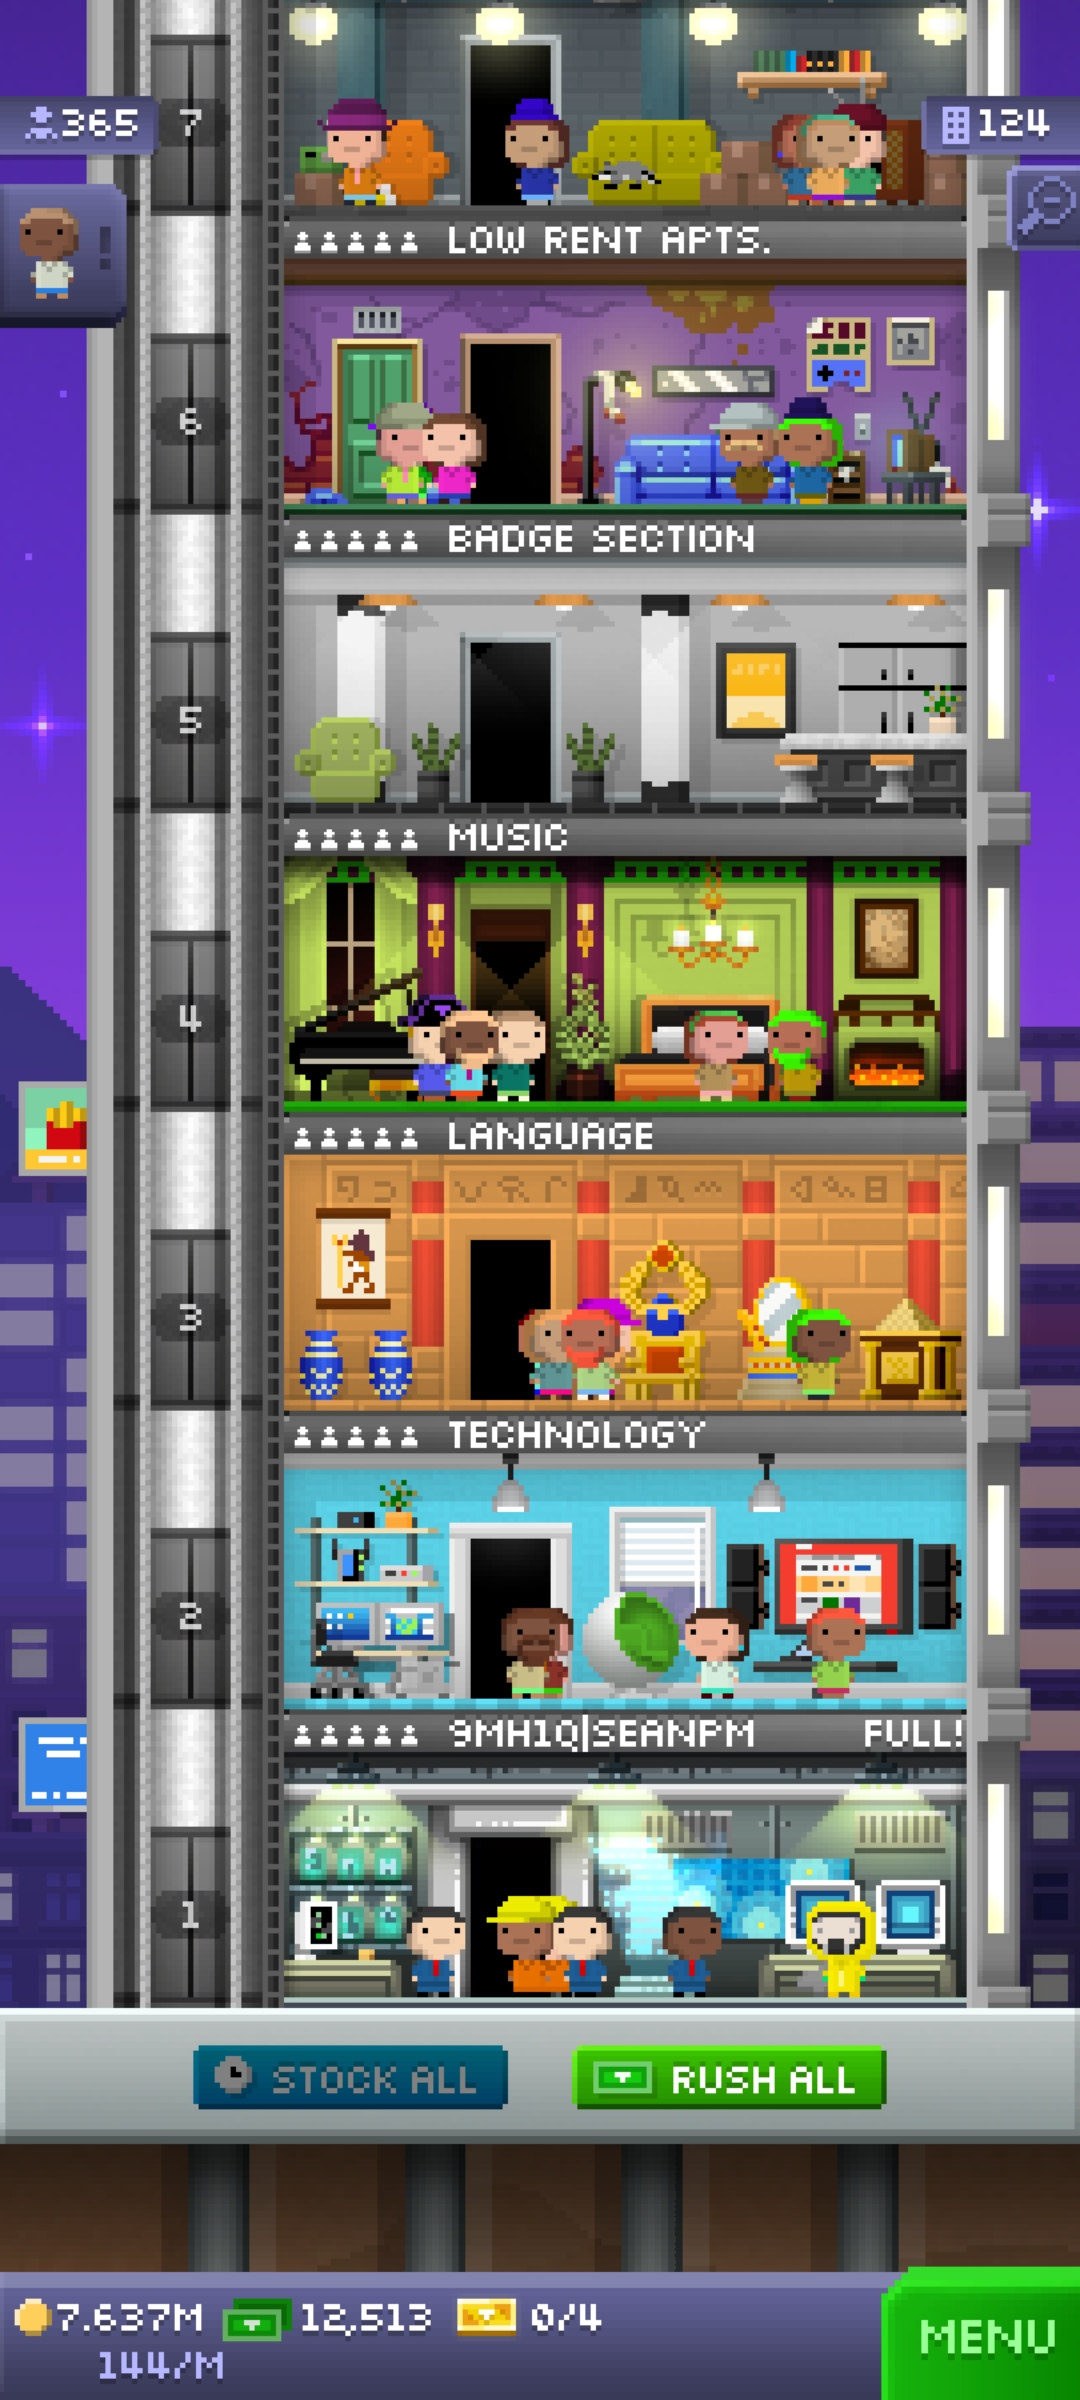 365
7
124
LOW RENT APTS.
6
BADGE SECTION
5
MUSIC
4
LANGUAGE
3
TECHNOLOGY
2
9MH1Q|SEANPM FULL!
1
STOCK ALL
RUSH ALL
7.637M 12,513 0/4
144/M
MENU